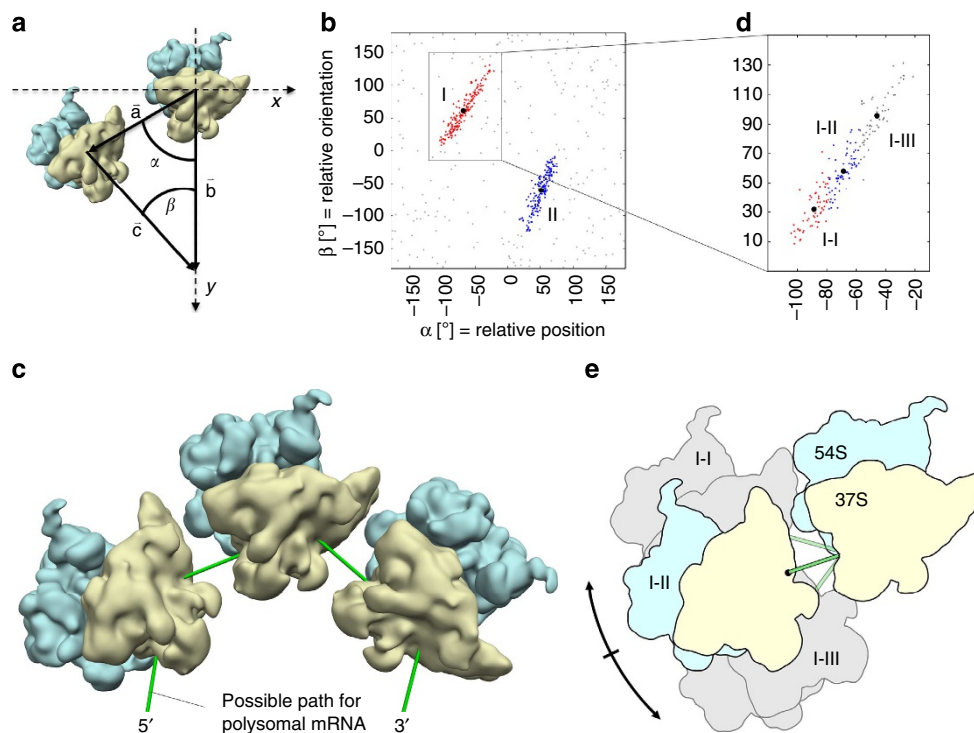 a
x
a⃗
α
b⃗
β
c⃗
y
b
β [°] = relative orientation
150
100
50
0
−50
−100
−150
I
II
−150
−100
−50
0
50
100
150
α [°] = relative position
d
130
110
90
70
50
30
10
I-II
I-III
I-I
−100
−80
−60
−40
−20
c
5′
Possible path for
polysomal mRNA
3′
e
I-I
54S
37S
I-II
I-III